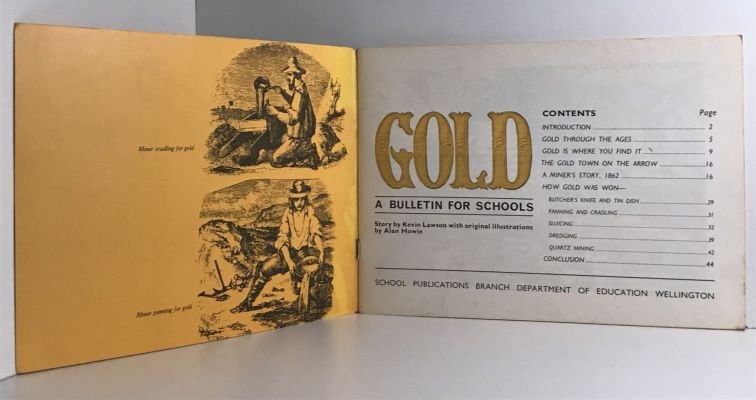 Miner cradling for gold
Miner panning for gold
GOLD
A BULLETIN FOR SCHOOLS
Story by Kevin Lawson with original illustrations
by Alan Howie
CONTENTS Page
INTRODUCTION 2
GOLD THROUGH THE AGES 5
GOLD IS WHERE YOU FIND IT 9
THE GOLD TOWN ON THE ARROW 16
A MINER'S STORY, 1862 16
HOW GOLD WAS WON—
BUTCHER'S KNIFE AND TIN DISH 29
PANNING AND CRADLING 31
SLUICING 32
DREDGING 39
QUARTZ MINING 42
CONCLUSION 44
SCHOOL PUBLICATIONS BRANCH DEPARTMENT OF EDUCATION WELLINGTON